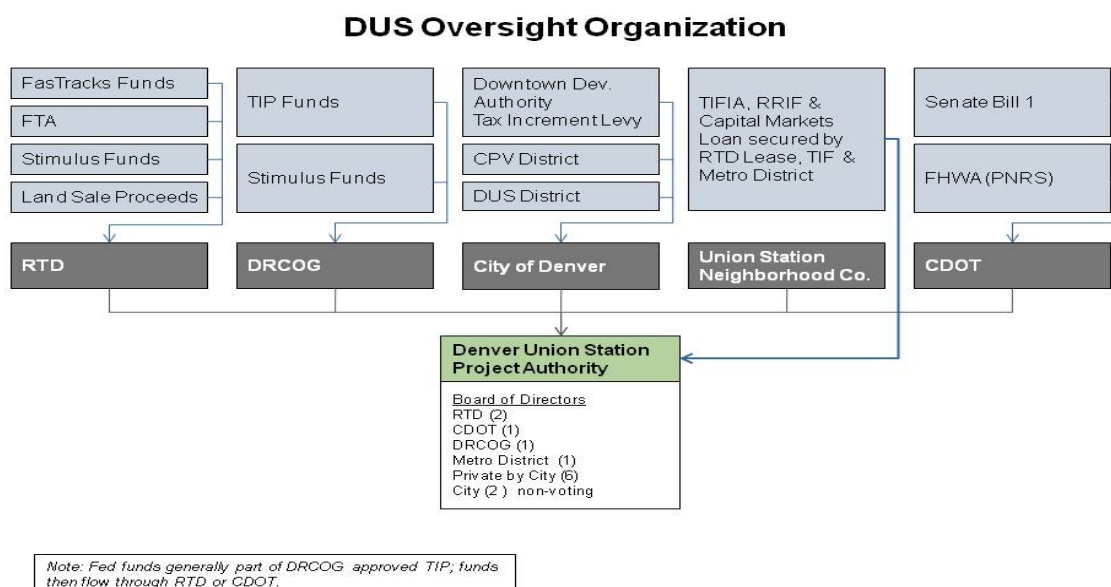 DUS Oversight Organization
FasTracks Funds
FTA
Stimulus Funds
Land Sale Proceeds
TIP Funds
Stimulus Funds
Downtown Dev.
Authority
Tax Increment Levy
CPV District
DUS District
TIFIA, RRIF &
Capital Markets
Loan secured by
RTD Lease, TIF &
Metro District
Senate Bill 1
FHWA (PNRS)
RTD
DRCOG
City of Denver
Union Station
Neighborhood Co.
CDOT
Denver Union Station
Project Authority
Board of Directors
RTD (2)
CDOT (1)
DRCOG (1)
Metro District (1)
Private by City (6)
City (2 ) non-voting
Note: Fed funds generally part of DRCOG approved TIP; funds
then flow through RTD or CDOT.